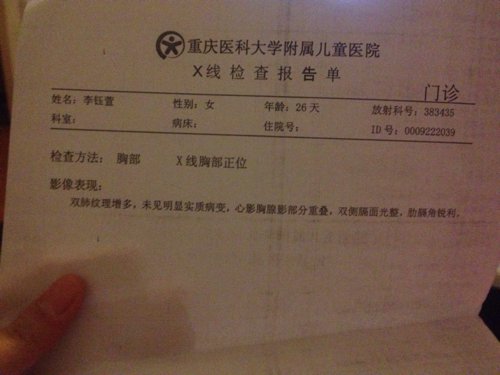 重庆医科大学附属儿童医院
X线检查报告单
门诊
姓名：李钰萱 性别：女 年龄：26天 放射科号：383435
科室： 病床： 住院号： ID号：0009222039
检查方法： 胸部 X线胸部正位
影像表现：
双肺纹理增多，未见明显实质病变，心影胸腺影部分重叠，双侧膈面光整，肋膈角锐利。